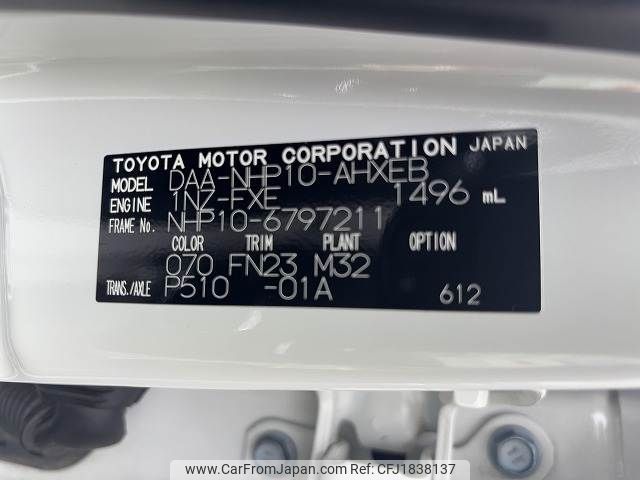 TOYOTA MOTOR CORPORATION JAPAN
MODEL DAA-NHP10-AHXEB
ENGINE 1NZ-FXE 1496 mL
FRAME No. NHP10-6797211
COLOR TRIM PLANT OPTION
070 FN23 M32
TRANS./AXLE P510 -01A 612
© CarFromJapan.com - Car Ref: CFJ1838137